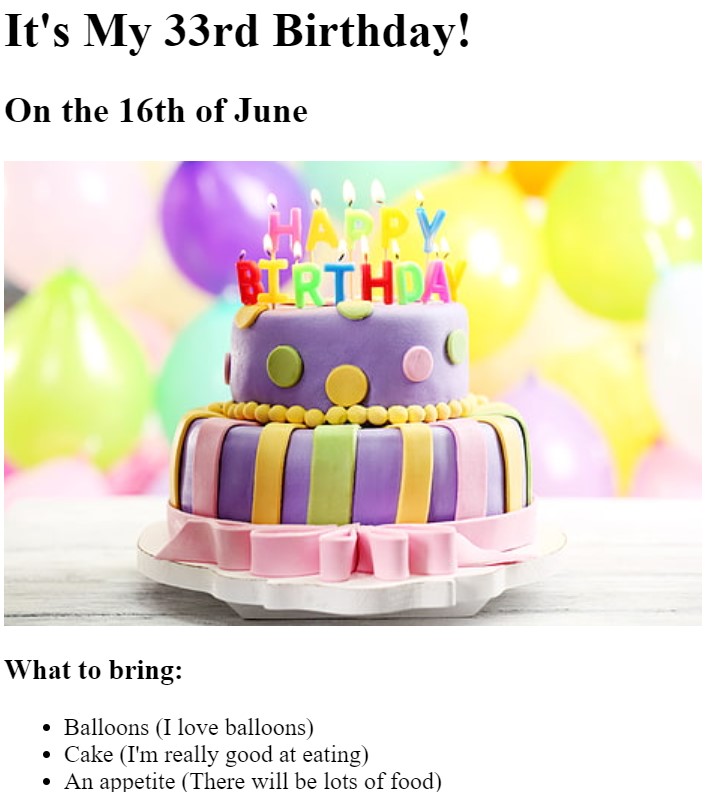 It's My 33rd Birthday!
On the 16th of June
HAPPY
BIRTHDAY
What to bring:
Balloons (I love balloons)
Cake (I'm really good at eating)
An appetite (There will be lots of food)